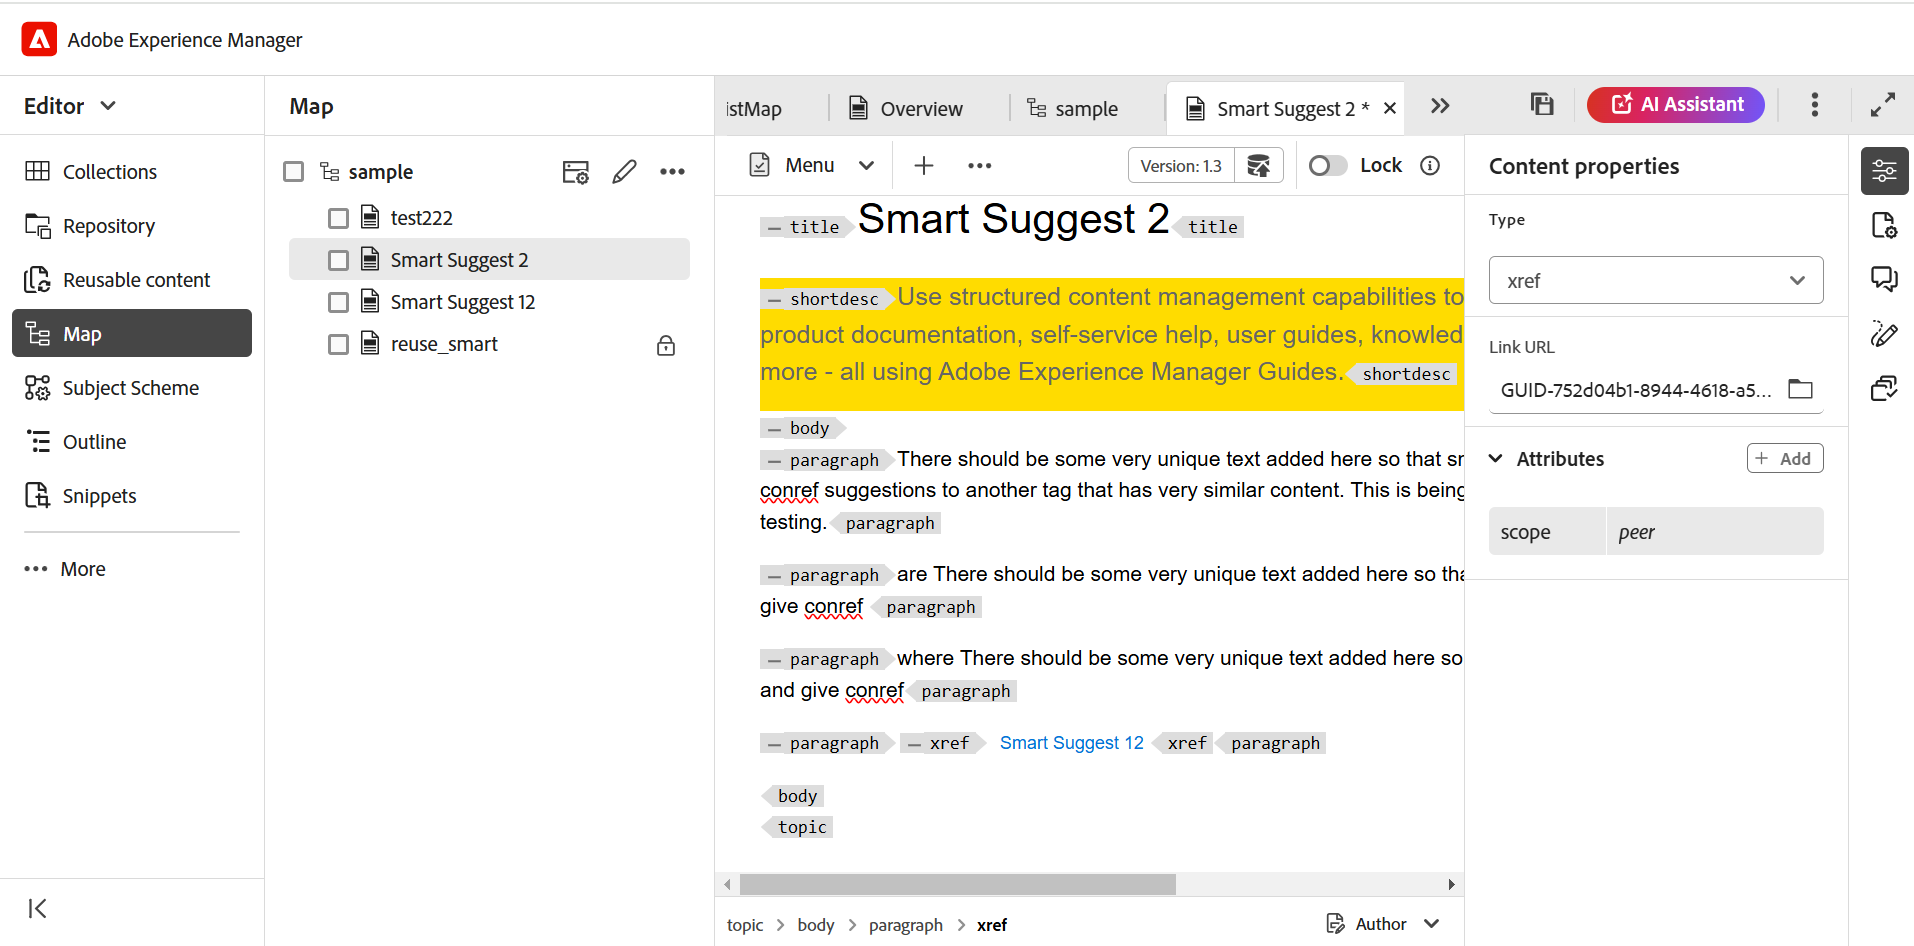 Adobe Experience Manager
Editor
Collections
Repository
Reusable content
Map
Subject Scheme
Outline
Snippets
More
Map
sample
test222
Smart Suggest 2
Smart Suggest 12
reuse_smart
istMap
Overview
sample
Smart Suggest 2 *
AI Assistant
Menu
Version: 1.3
Lock
title Smart Suggest 2 title
shortdesc Use structured content management capabilities to
product documentation, self-service help, user guides, knowled
more - all using Adobe Experience Manager Guides. shortdesc
body
paragraph There should be some very unique text added here so that sr
conref suggestions to another tag that has very similar content. This is being
testing. paragraph
paragraph are There should be some very unique text added here so tha
give conref paragraph
paragraph where There should be some very unique text added here so
and give conref paragraph
paragraph xref Smart Suggest 12 xref paragraph
body
topic
topic > body > paragraph > xref
Author
Content properties
Type
xref
Link URL
GUID-752d04b1-8944-4618-a5...
Attributes
Add
scope peer